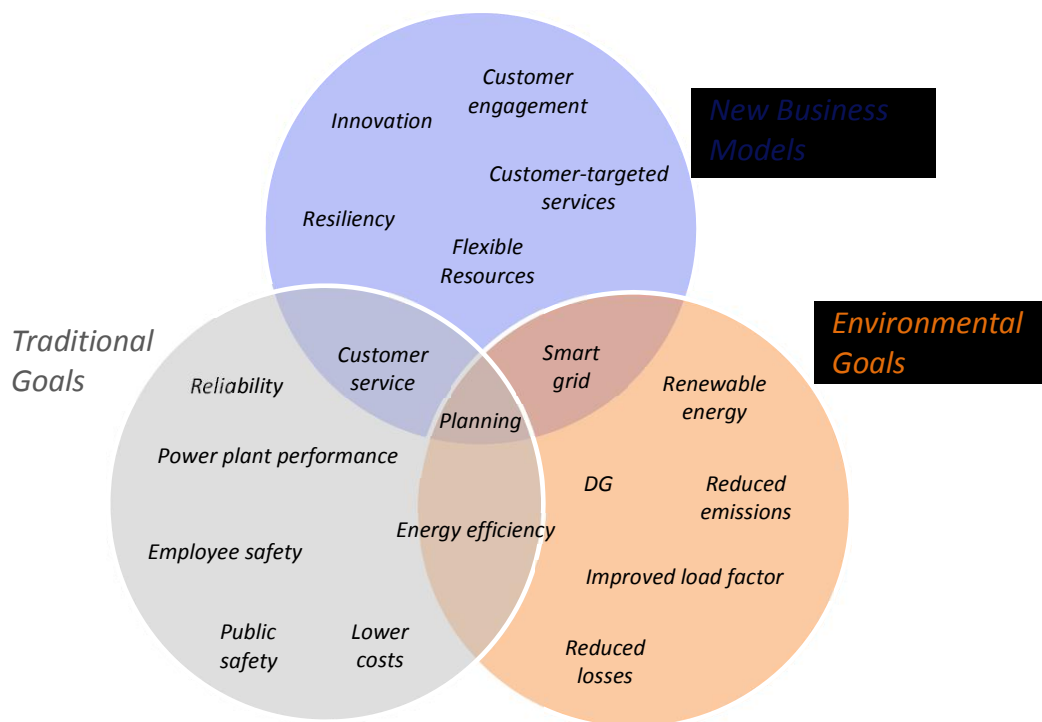 Customer
engagement
Innovation
New Business
Models
Customer-targeted
services
Resiliency
Flexible
Resources
Traditional
Goals
Environmental
Goals
Customer
service
Smart
grid
Reliability
Renewable
energy
Planning
Power plant performance
DG
Reduced
emissions
Energy efficiency
Employee safety
Improved load factor
Public
safety
Lower
costs
Reduced
losses